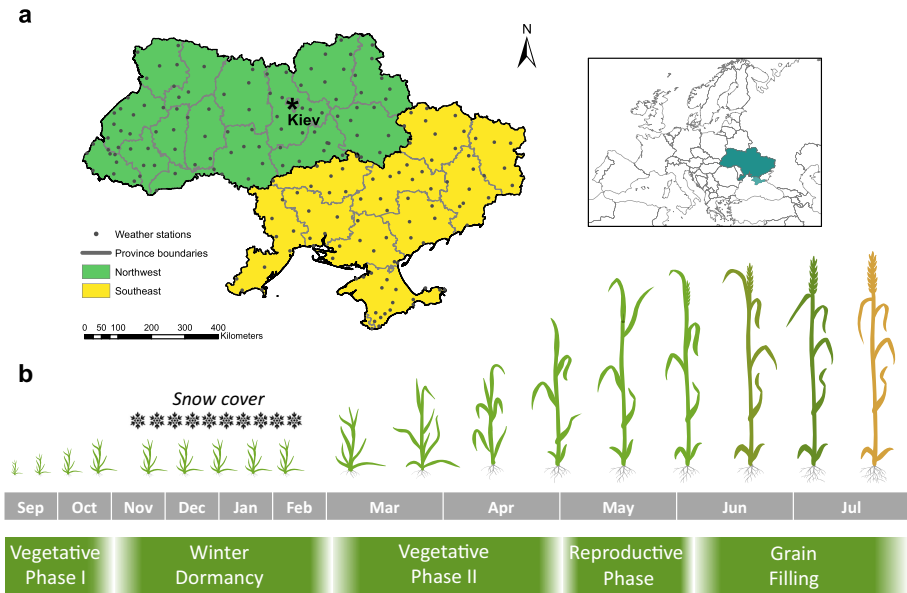 a
N
Kiev
Weather stations
Province boundaries
Northwest
Southeast
0 50 100 200 300 400
Kilometers
b
Snow cover
Sep Oct Nov Dec Jan Feb Mar Apr May Jun Jul
Vegetative Phase I
Winter Dormancy
Vegetative Phase II
Reproductive Phase
Grain Filling